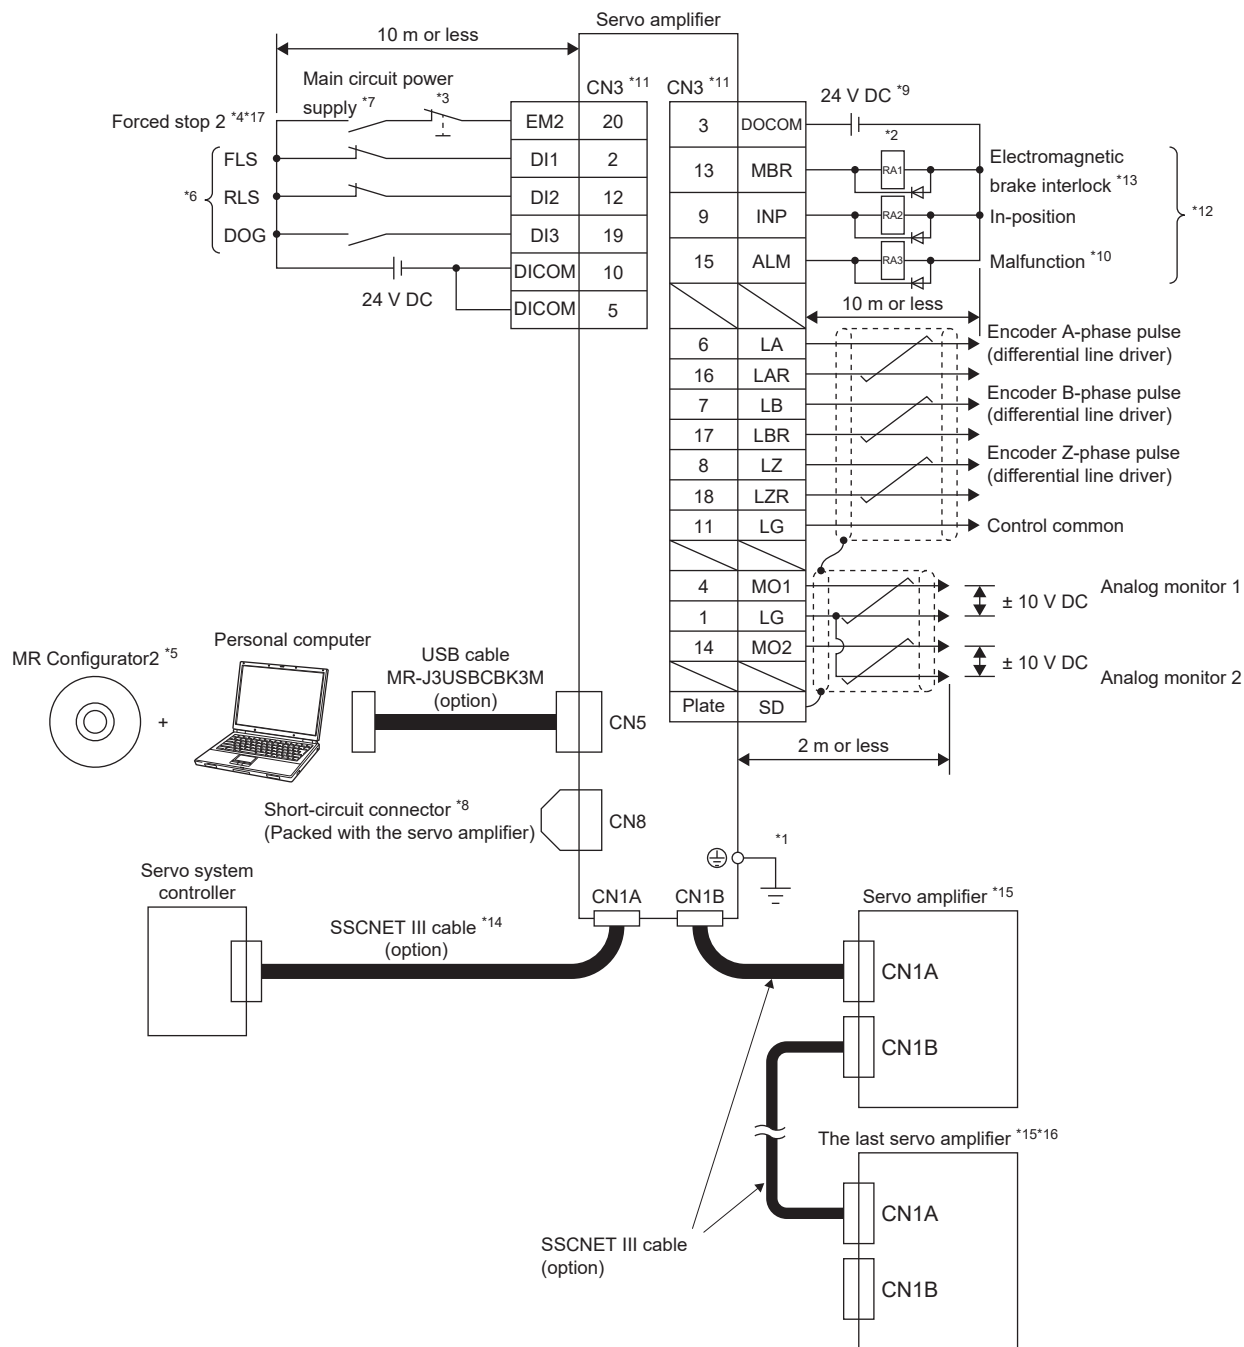 Servo amplifier
10 m or less
Main circuit power
supply *7
*3
CN3 *11
CN3 *11
24 V DC *9
Forced stop 2 *4*17
EM2 20
3 DOCOM
*2
FLS
DI1 2
13 MBR
RA1
Electromagnetic
brake interlock *13
*6
RLS
DI2 12
9 INP
RA2
In-position
*12
DOG
DI3 19
15 ALM
RA3
Malfunction *10
DICOM 10
24 V DC
DICOM 5
10 m or less
6 LA
Encoder A-phase pulse
(differential line driver)
16 LAR
7 LB
Encoder B-phase pulse
(differential line driver)
17 LBR
8 LZ
Encoder Z-phase pulse
(differential line driver)
18 LZR
11 LG
Control common
4 MO1
Analog monitor 1
± 10 V DC
1 LG
14 MO2
± 10 V DC
Analog monitor 2
Plate SD
2 m or less
MR Configurator2 *5
+
Personal computer
USB cable
MR-J3USBCBK3M
(option)
CN5
Short-circuit connector *8
(Packed with the servo amplifier)
CN8
*1
Servo system
controller
CN1A
CN1B
SSCNET III cable *14
(option)
Servo amplifier *15
CN1A
CN1B
The last servo amplifier *15*16
CN1A
CN1B
SSCNET III cable
(option)